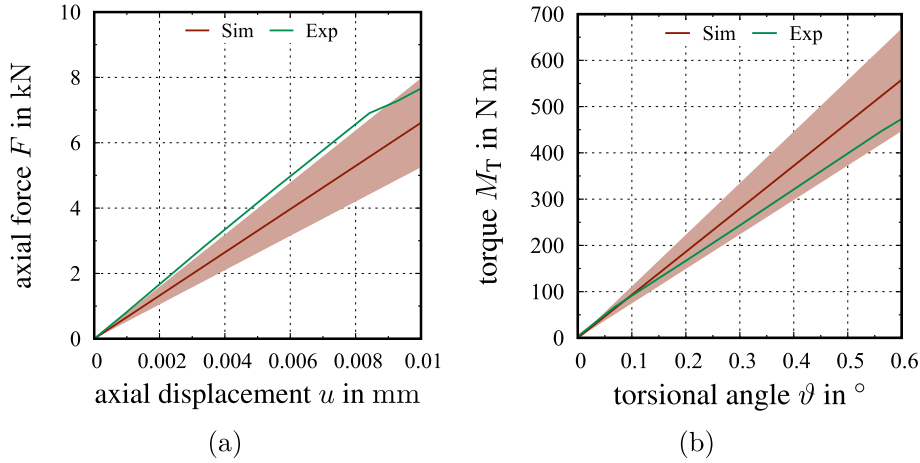 axial force F in kN
10
8
6
4
2
0
Sim
Exp
0 0.002 0.004 0.006 0.008 0.01
axial displacement u in mm
(a)
torque M_T in N m
700
600
500
400
300
200
100
0
Sim
Exp
0 0.1 0.2 0.3 0.4 0.5 0.6
torsional angle ϑ in °
(b)